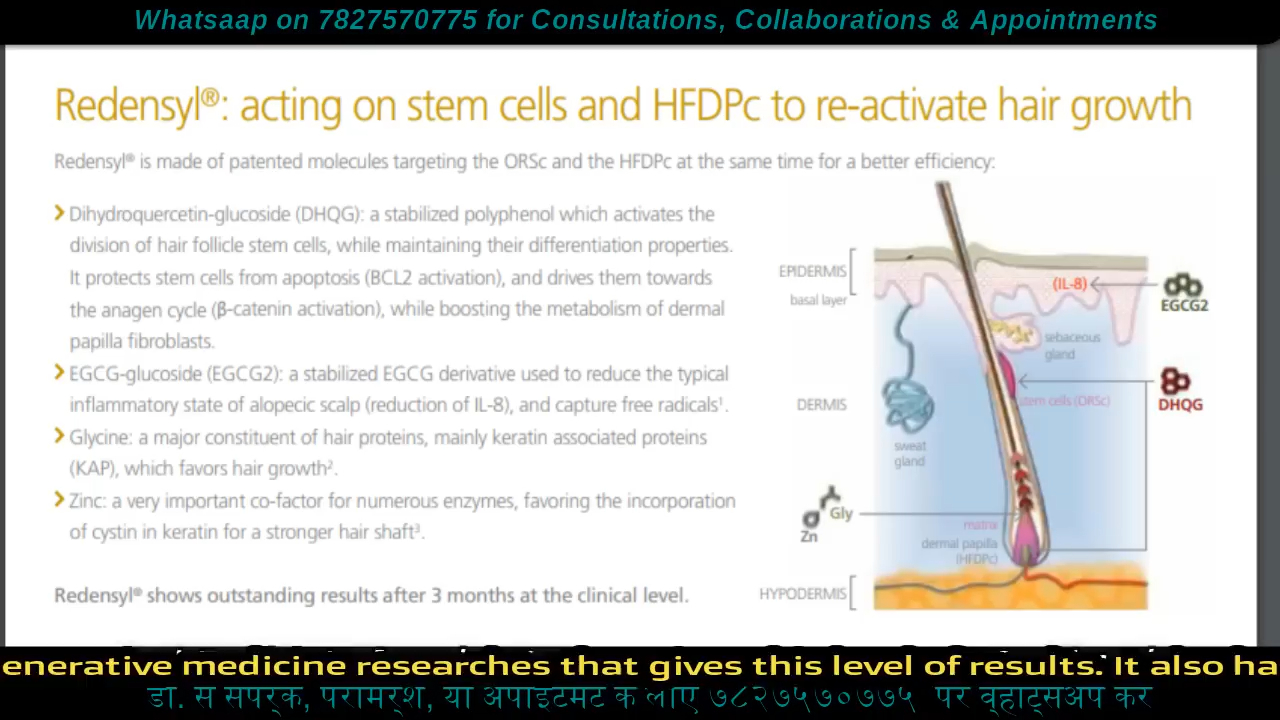 Whatsaap on 7827570775 for Consultations, Collaborations & Appointments
Redensyl®: acting on stem cells and HFDPc to re-activate hair growth
Redensyl® is made of patented molecules targeting the ORSc and the HFDPc at the same time for a better efficiency:
Dihydroquercetin-glucoside (DHQG): a stabilized polyphenol which activates the
division of hair follicle stem cells, while maintaining their differentiation properties.
It protects stem cells from apoptosis (BCL2 activation), and drives them towards
the anagen cycle (β-catenin activation), while boosting the metabolism of dermal
papilla fibroblasts.
EGCG-glucoside (EGCG2): a stabilized EGCG derivative used to reduce the typical
inflammatory state of alopecic scalp (reduction of IL-8), and capture free radicals¹.
Glycine: a major constituent of hair proteins, mainly keratin associated proteins
(KAP), which favors hair growth².
Zinc: a very important co-factor for numerous enzymes, favoring the incorporation
of cystin in keratin for a stronger hair shaft³.
Redensyl® shows outstanding results after 3 months at the clinical level.
EPIDERMIS
basal layer
(IL-8)
EGCG2
sebaceous
gland
DERMIS
stem cells (ORSc)
DHQG
sweat
gland
Gly
Zn
matrix
dermal papilla
(HFDPc)
HYPODERMIS
enerative medicine researches that gives this level of results. It also ha
डा. स सपर्क, परामर्श, या अपाइटमट क लाए ७८२७५७०७७५ पर व्हाट्सअप कर